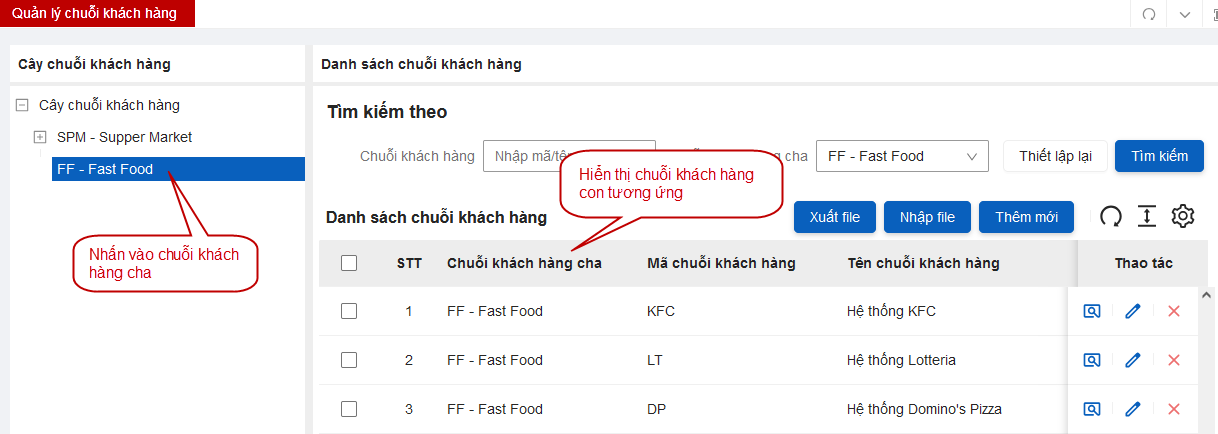 Quản lý chuỗi khách hàng
Cây chuỗi khách hàng
Cây chuỗi khách hàng
SPM - Supper Market
FF - Fast Food
Nhấn vào chuỗi khách
hàng cha
Danh sách chuỗi khách hàng
Tìm kiếm theo
Chuỗi khách hàng Nhập mã/tên cha FF - Fast Food Thiết lập lại Tìm kiếm
Hiển thị chuỗi khách hàng
con tương ứng
Danh sách chuỗi khách hàng Xuất file Nhập file Thêm mới
STT Chuỗi khách hàng cha Mã chuỗi khách hàng Tên chuỗi khách hàng Thao tác
1 FF - Fast Food KFC Hệ thống KFC
2 FF - Fast Food LT Hệ thống Lotteria
3 FF - Fast Food DP Hệ thống Domino's Pizza